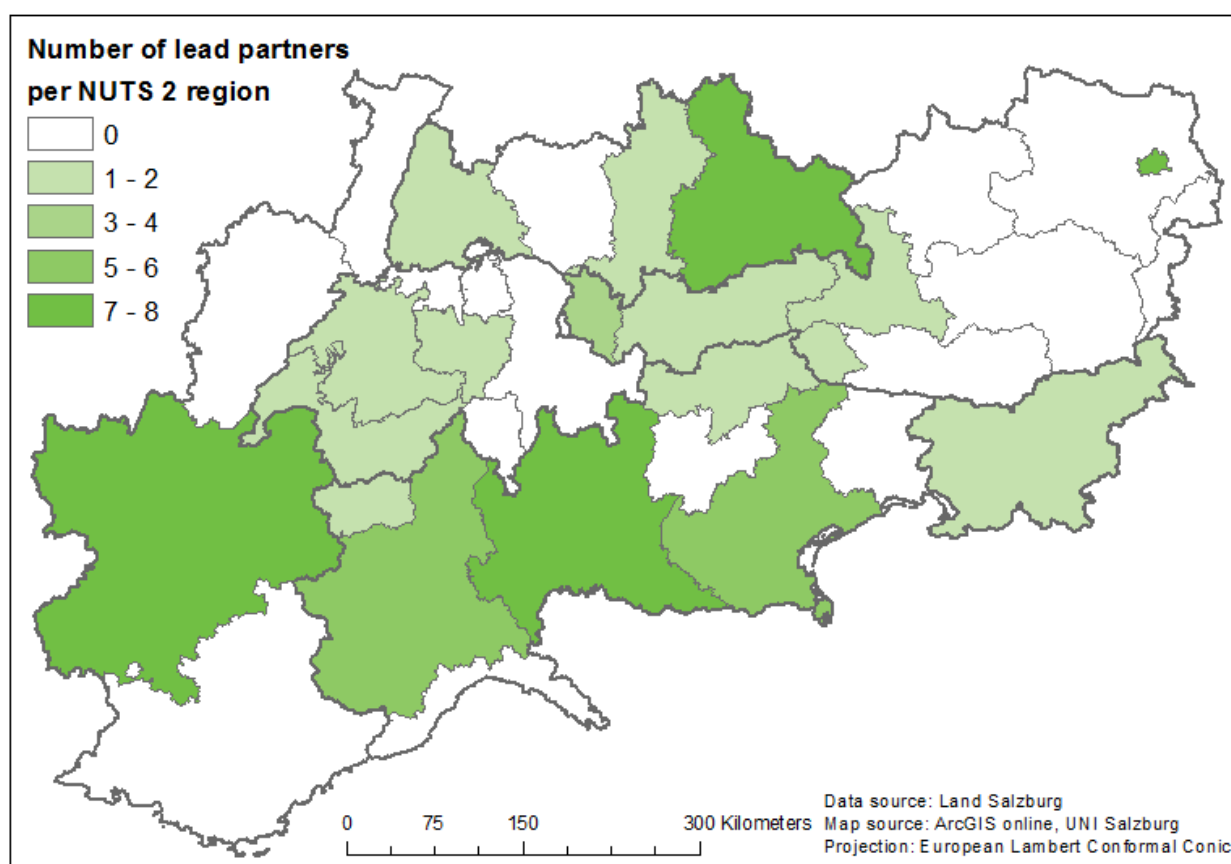 Number of lead partners
per NUTS 2 region
0
1 - 2
3 - 4
5 - 6
7 - 8
0 75 150 300 Kilometers
Data source: Land Salzburg
Map source: ArcGIS online, UNI Salzburg
Projection: European Lambert Conformal Conic